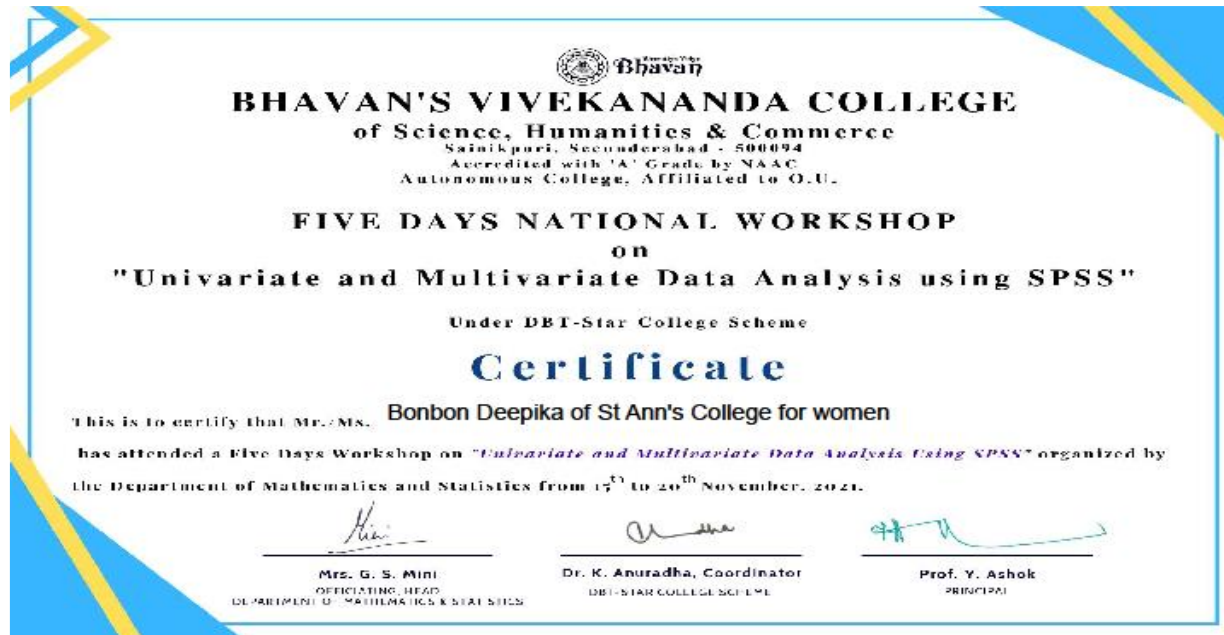 Bhavan
BHAVAN'S VIVEKANANDA COLLEGE
of Science, Humanities & Commerce
Sainikpuri, Secunderabad - 500094
Accredited with 'A' Grade by NAAC
Autonomous College, Affiliated to O.U.
FIVE DAYS NATIONAL WORKSHOP
on
"Univariate and Multivariate Data Analysis using SPSS"
Under DBT-Star College Scheme
Certificate
This is to certify that Mr./Ms. Bonbon Deepika of St Ann's College for women
has attended a Five Days Workshop on "Univariate and Multivariate Data Analysis Using SPSS" organized by
the Department of Mathematics and Statistics from to 20th November, 2021.
Mrs. G. S. Mini Dr. K. Anuradha, Coordinator Prof. Y. Ashok
OFFICIATING, HEAD DBT-STAR COLLEGE SCHEME PRINCIPAL
DEPARTMENT OF MATHEMATICS & STATISTICS